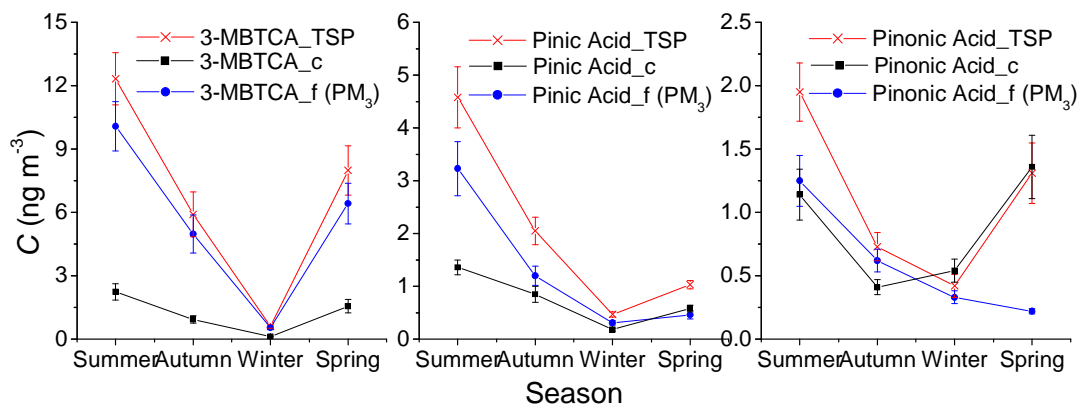 C (ng m⁻³)
15
12
9
6
3
0
3-MBTCA_TSP
3-MBTCA_c
3-MBTCA_f (PM₃)
Summer Autumn Winter Spring
6
5
4
3
2
1
0
Pinic Acid_TSP
Pinic Acid_c
Pinic Acid_f (PM₃)
Summer Autumn Winter Spring
2.5
2.0
1.5
1.0
0.5
0.0
Pinonic Acid_TSP
Pinonic Acid_c
Pinonic Acid_f (PM₃)
Summer Autumn Winter Spring
Season